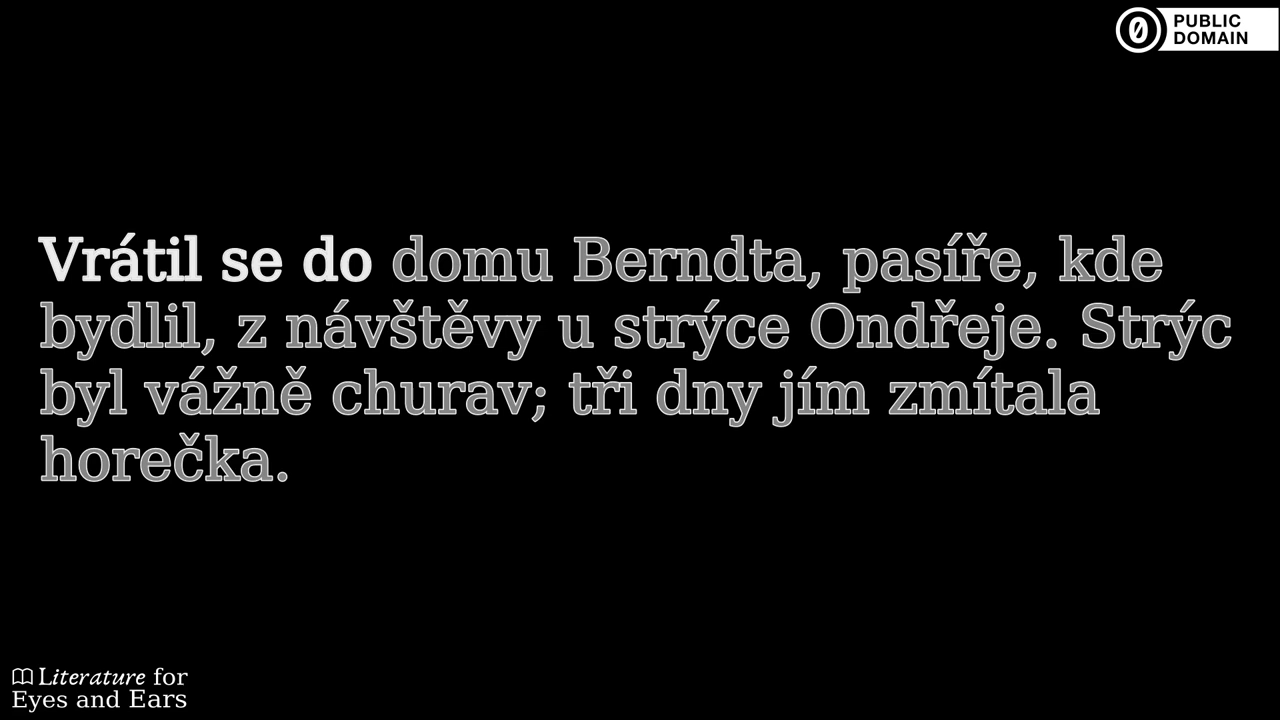 PUBLIC
DOMAIN
Vrátil se do domu Berndta, pasíře, kde
bydlil, z návštěvy u strýce Ondřeje. Strýc
byl vážně churav; tři dny jím zmítala
horečka.
Literature for
Eyes and Ears